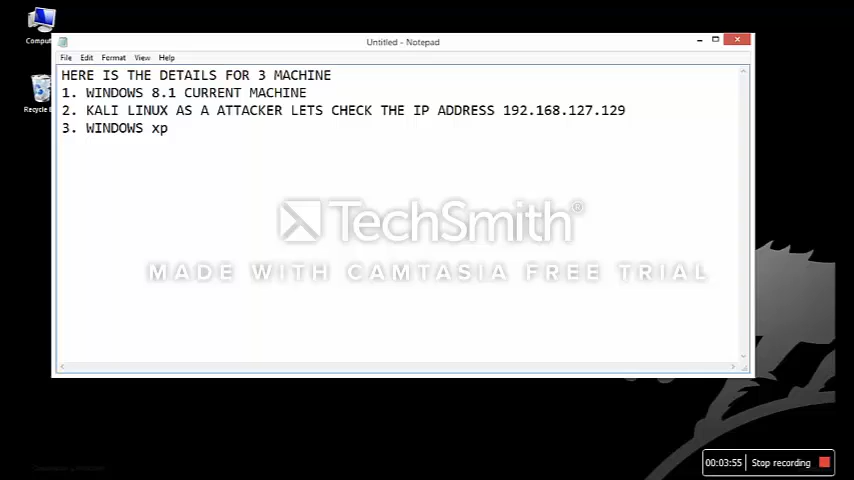 Untitled - Notepad
File Edit Format View Help
HERE IS THE DETAILS FOR 3 MACHINE
1. WINDOWS 8.1 CURRENT MACHINE
2. KALI LINUX AS A ATTACKER LETS CHECK THE IP ADDRESS 192.168.127.129
3. WINDOWS xp
TechSmith®
MADE WITH CAMTASIA FREE TRIAL
00:03:55 Stop recording